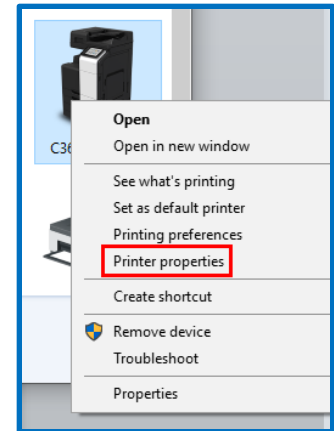 Open
C36
Open in new window
See what's printing
Set as default printer
Printing preferences
Printer properties
Create shortcut
Remove device
Troubleshoot
Properties